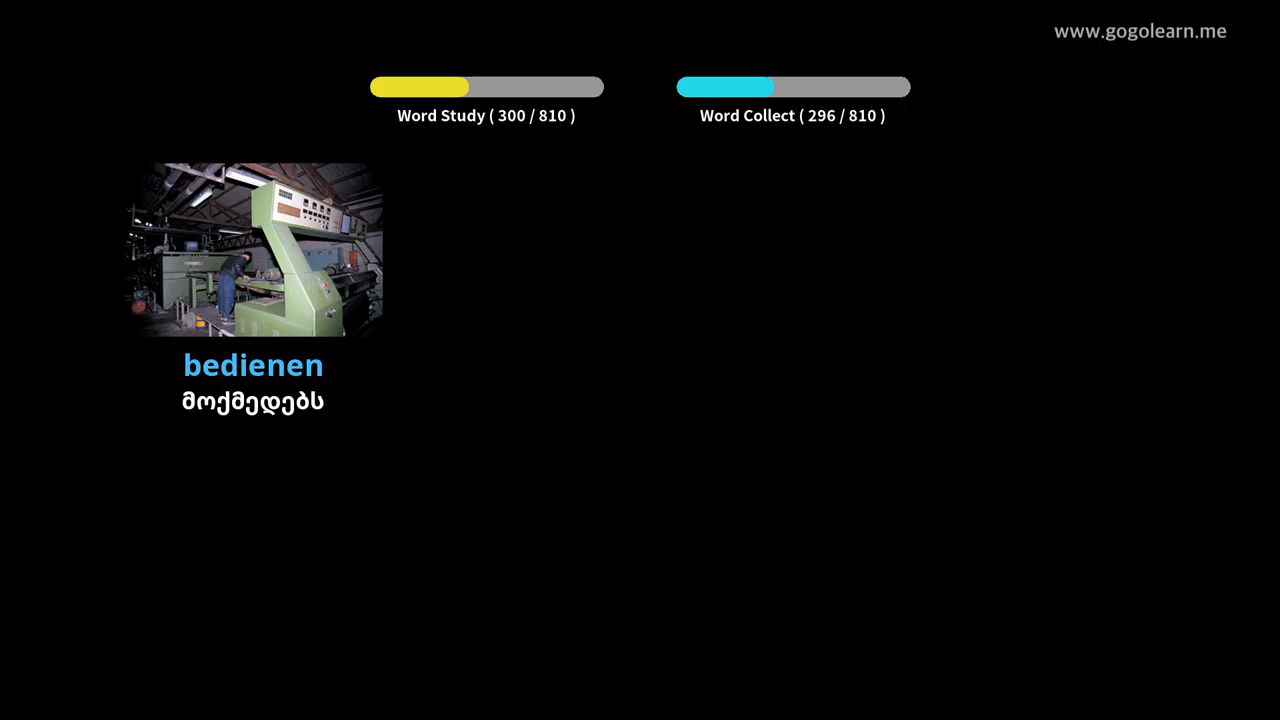 www.gogolearn.me
Word Study ( 300 / 810 )
Word Collect ( 296 / 810 )
bedienen
მოქმედებს